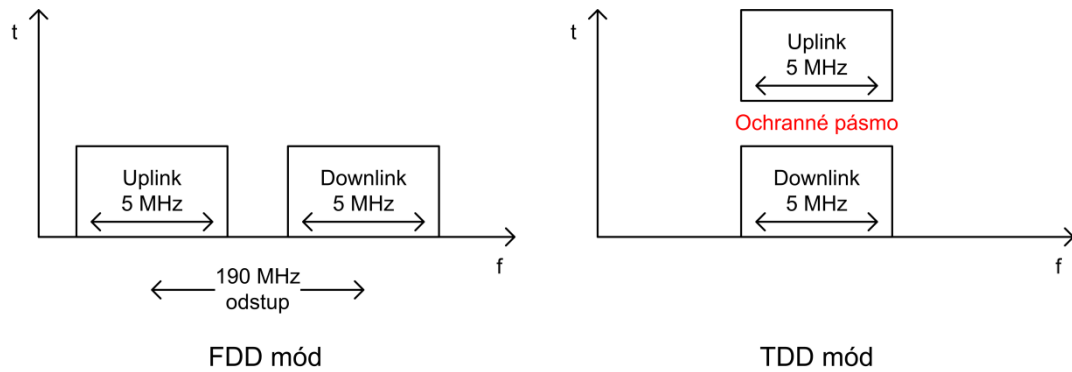 t
Uplink
5 MHz
Downlink
5 MHz
f
190 MHz
odstup
FDD mód
t
Uplink
5 MHz
Ochranné pásmo
Downlink
5 MHz
f
TDD mód